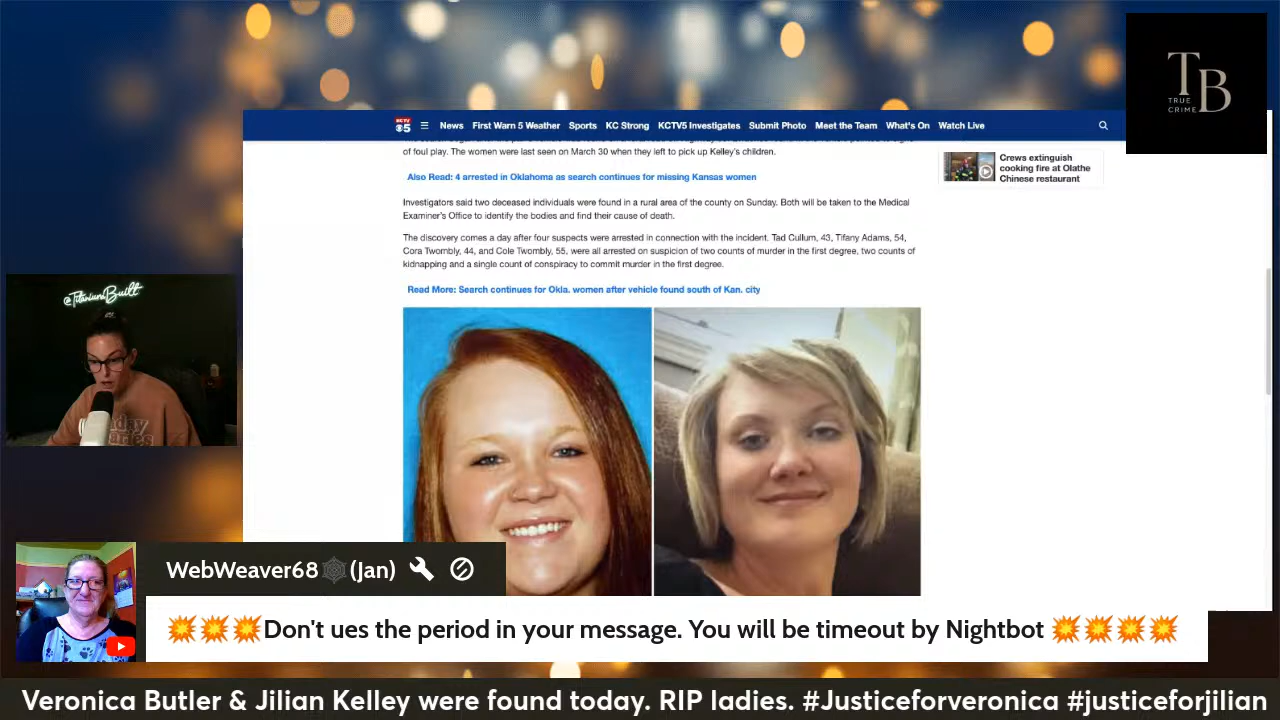 TB
TRUE
CRIME
KCTV
5
News First Warn 5 Weather Sports KC Strong KCTV5 Investigates Submit Photo Meet the Team What's On Watch Live
of foul play. The women were last seen on March 30 when they left to pick up Kelley's children.
Also Read: 4 arrested in Oklahoma as search continues for missing Kansas women
Investigators said two deceased individuals were found in a rural area of the county on Sunday. Both will be taken to the Medical
Examiner's Office to identify the bodies and find their cause of death.
The discovery comes a day after four suspects were arrested in connection with the incident. Tad Cullum, 43, Tifany Adams, 54,
Cora Twombly, 44, and Cole Twombly, 55, were all arrested on suspicion of two counts of murder in the first degree, two counts of
kidnapping and a single count of conspiracy to commit murder in the first degree.
Read More: Search continues for Okla. women after vehicle found south of Kan. city
Crews extinguish
cooking fire at Olathe
Chinese restaurant
@TitaniumBuilt
WebWeaver68🕸️(Jan)
💥💥💥Don't ues the period in your message. You will be timeout by Nightbot 💥💥💥💥
Veronica Butler & Jilian Kelley were found today. RIP ladies. #Justiceforveronica #justiceforjilian